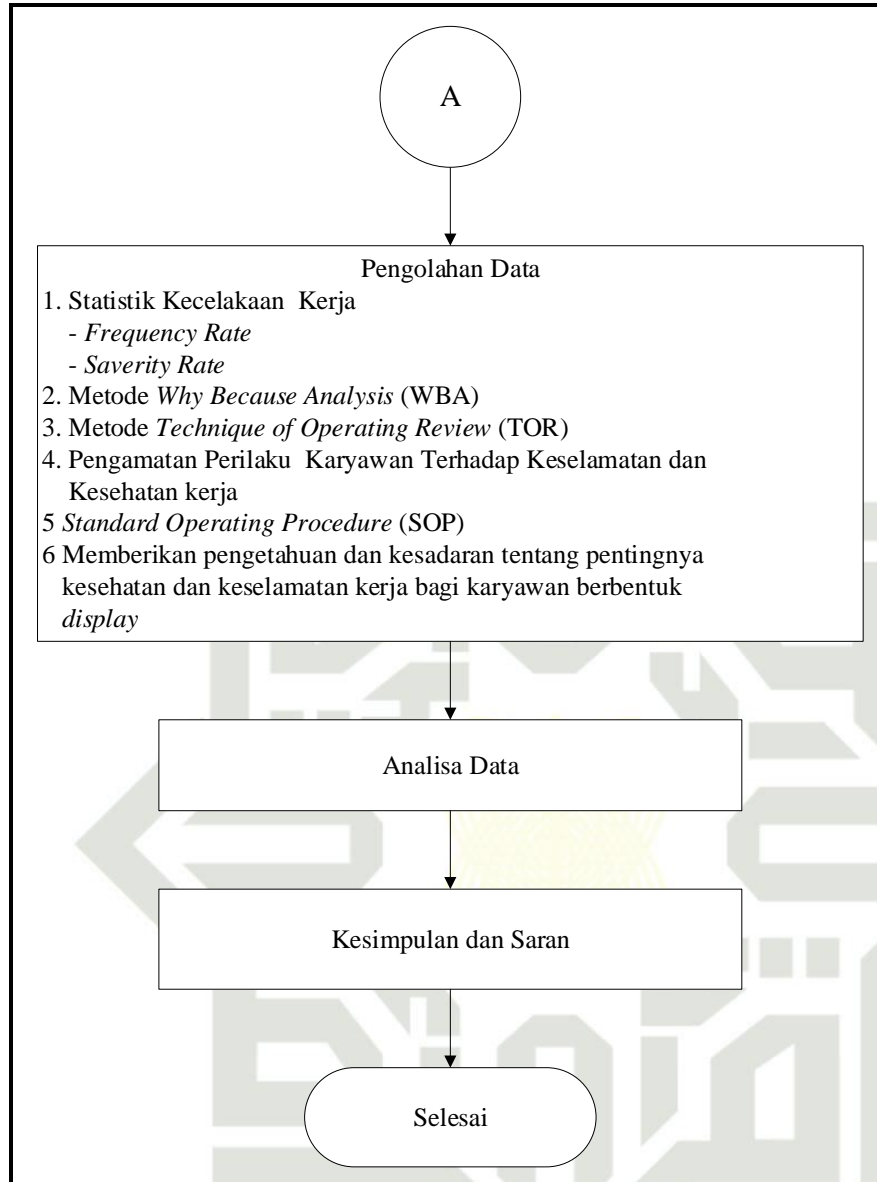 A
Pengolahan Data
1. Statistik Kecelakaan Kerja
- Frequency Rate
- Saverity Rate
2. Metode Why Because Analysis (WBA)
3. Metode Technique of Operating Review (TOR)
4. Pengamatan Perilaku Karyawan Terhadap Keselamatan dan
Kesehatan kerja
5 Standard Operating Procedure (SOP)
6 Memberikan pengetahuan dan kesadaran tentang pentingnya
kesehatan dan keselamatan kerja bagi karyawan berbentuk
display
Analisa Data
Kesimpulan dan Saran
Selesai